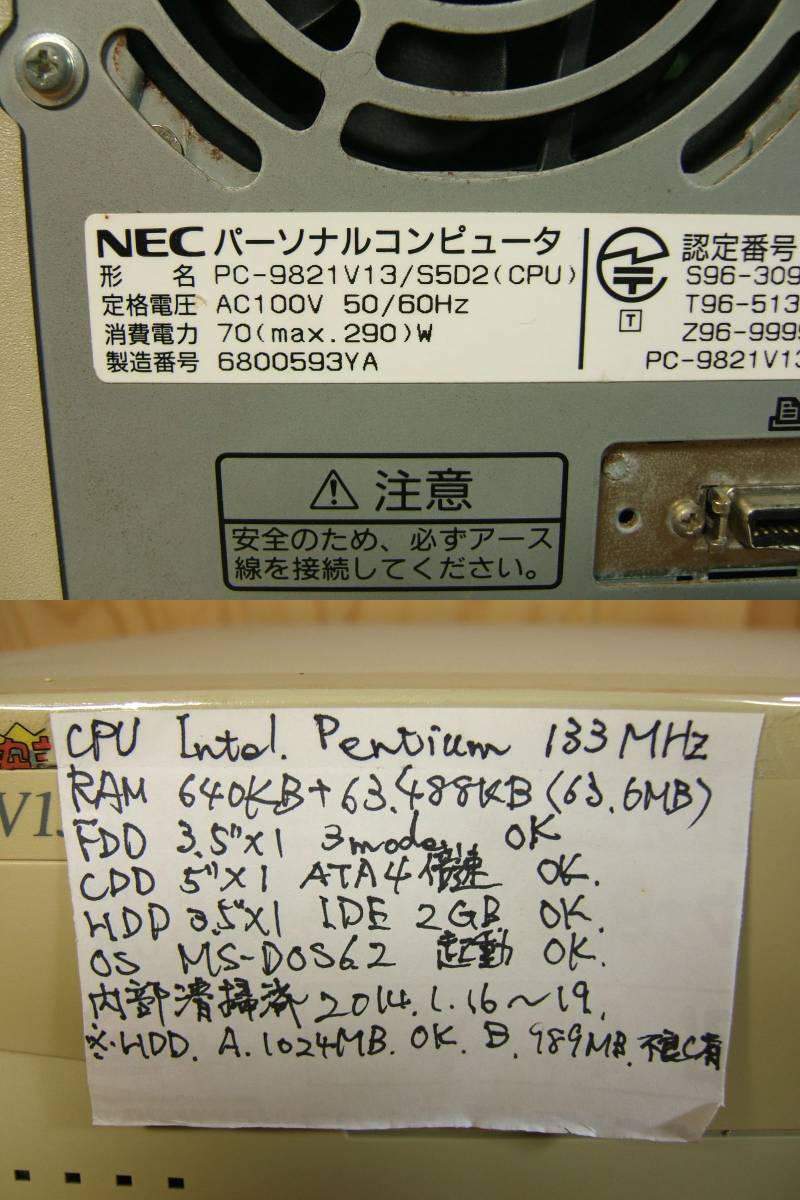 NEC パーソナルコンピュータ
形 名 PC-9821V13/S5D2(CPU)
定格電圧 AC100V 50/60Hz
消費電力 70(max.290)W
製造番号 6800593YA
認定番号
S96-309
T96-513
T
Z96-999
PC-9821V13
注意
安全のため、必ずアース
線を接続してください。
V13
CPU Intel. Pentium 133MHz
RAM 640KB+63.488KB(63.6MB)
FDD 3.5"X1 3mode. OK
CDD 5"X1 ATA4倍速 OK.
HDD 3.5"X1 IDE 2GB OK.
OS MS-DOS6.2 起動 OK.
内部清掃済 2014.1.16~19.
※.HDD. A.1024MB.OK. B.989MB.不良C有